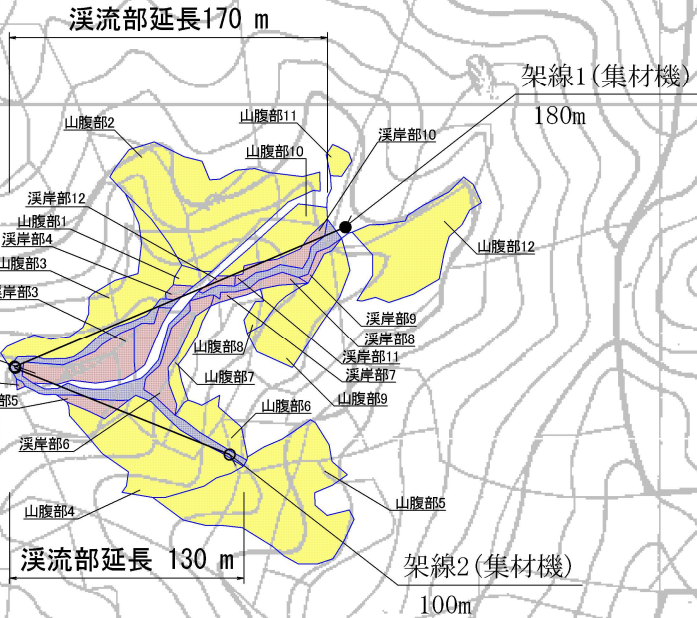 渓流部延長170 m
架線1(集材機)
180m
山腹部11
山腹部2
渓岸部10
山腹部10
渓岸部12
山腹部1
渓岸部4
山腹部3
渓岸部3
山腹部12
渓岸部9
渓岸部8
山腹部8
渓岸部11
渓岸部7
山腹部7
山腹部9
部5
山腹部6
渓岸部6
山腹部5
山腹部4
渓流部延長 130 m
架線2(集材機)
100m